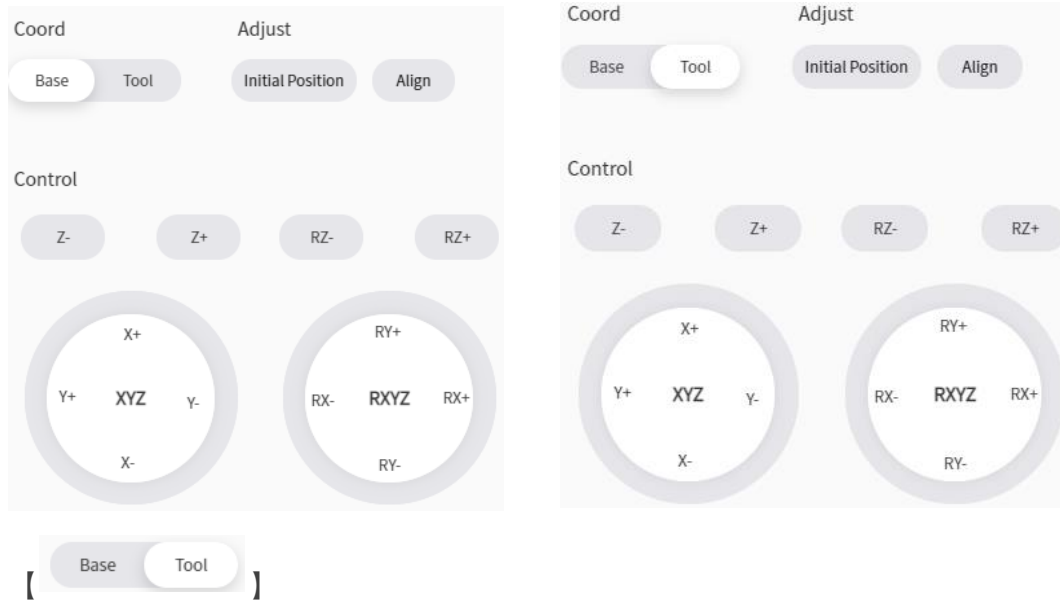 Coord Adjust
Base Tool Initial Position Align
Control
Z- Z+ RZ- RZ+
X+ RY+
Y+ XYZ Y- RX- RXYZ RX+
X- RY-
Coord Adjust
Base Tool Initial Position Align
Control
Z- Z+ RZ- RZ+
X+ RY+
Y+ XYZ Y- RX- RXYZ RX+
X- RY-
【 Base Tool 】